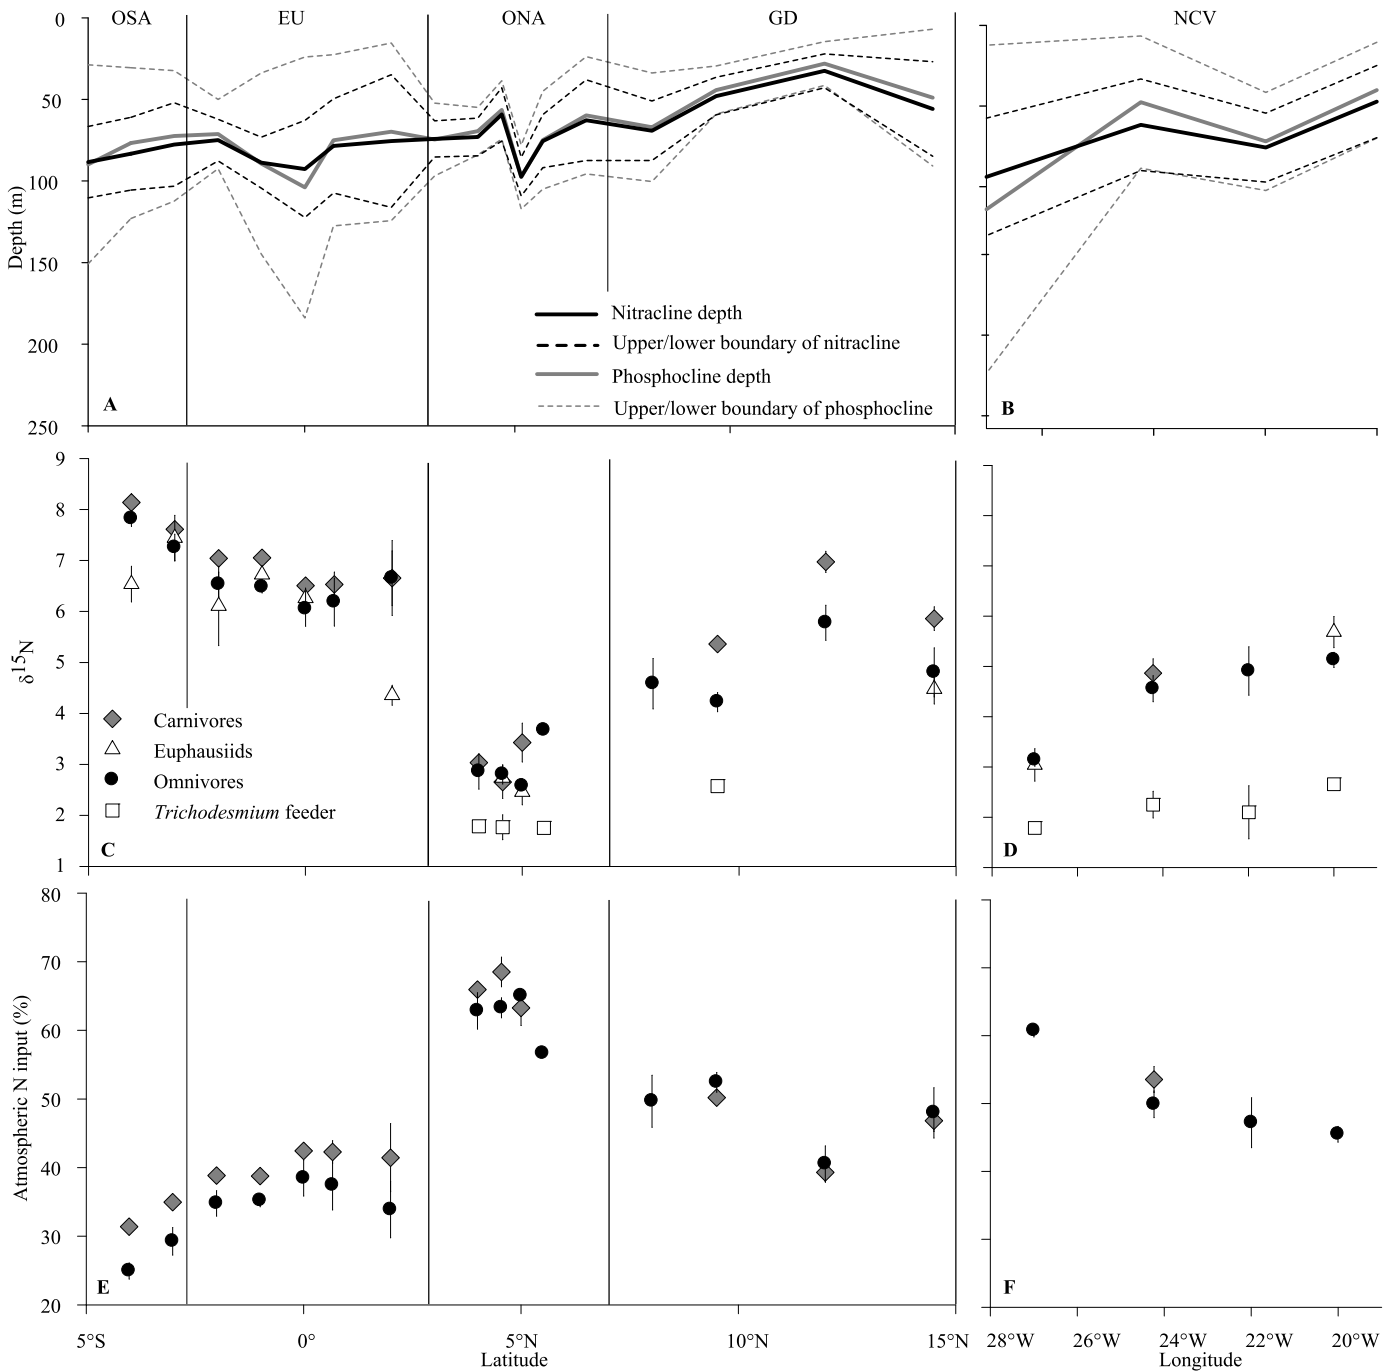 OSA EU ONA GD NCV
0
50
100
150
200
250
Depth (m)
Nitracline depth
Upper/lower boundary of nitracline
Phosphocline depth
Upper/lower boundary of phosphocline
A
B
9
8
7
6
5
4
3
2
1
δ15N
Carnivores
Euphausiids
Omnivores
Trichodesmium feeder
C
D
80
70
60
50
40
30
20
Atmospheric N input (%)
E
F
5°S 0° 5°N 10°N 15°N
Latitude
28°W 26°W 24°W 22°W 20°W
Longitude